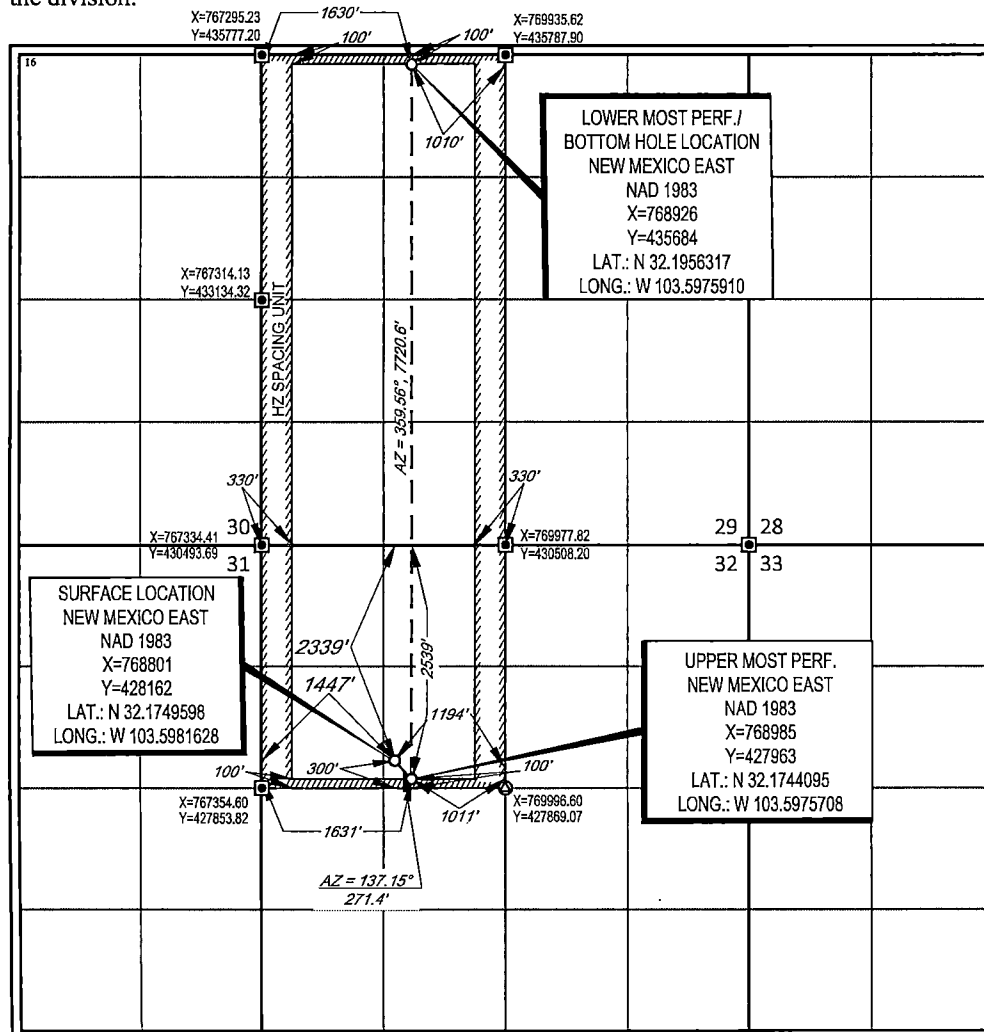 the division.
X=767295.23
Y=435777.20
1630'
X=769935.62
Y=435787.90
100'
100'
16
1010'
LOWER MOST PERF./
BOTTOM HOLE LOCATION
NEW MEXICO EAST
NAD 1983
X=768926
Y=435684
LAT.: N 32.1956317
LONG.: W 103.5975910
X=767314.13
Y=433134.32
HZ SPACING UNIT
AZ = 359.56°, 7720.6'
330'
330'
30
29 28
X=767334.41
Y=430493.69
X=769977.82
Y=430508.20
31
32 33
SURFACE LOCATION
NEW MEXICO EAST
NAD 1983
X=768801
Y=428162
LAT.: N 32.1749598
LONG.: W 103.5981628
2339'
2539'
1447'
1194'
UPPER MOST PERF.
NEW MEXICO EAST
NAD 1983
X=768985
Y=427963
LAT.: N 32.1744095
LONG.: W 103.5975708
100'
300'
100'
X=767354.60
Y=427853.82
1631'
1011'
X=769996.60
Y=427869.07
AZ = 137.15°
271.4'